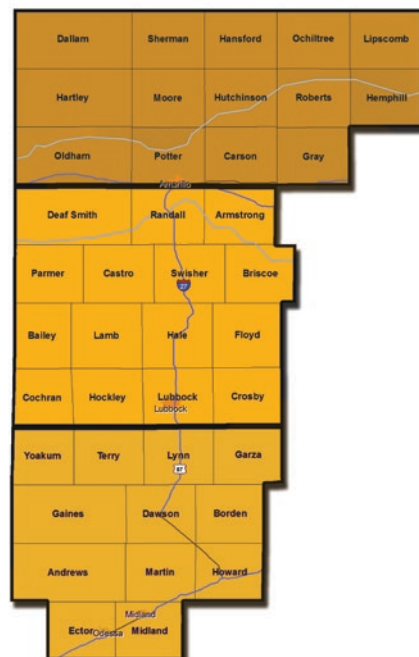 Dallam Sherman Hansford Ochiltree Lipscomb
Hartley Moore Hutchinson Roberts Hemphill
Oldham Potter Carson Gray
Amarillo
Deaf Smith Randall Armstrong
Parmer Castro Swisher Briscoe
27
Bailey Lamb Hale Floyd
Cochran Hockley Lubbock Crosby
Lubbock
Yoakum Terry Lynn Garza
87
Gaines Dawson Borden
Andrews Martin Howard
Midland
Ector Odessa Midland